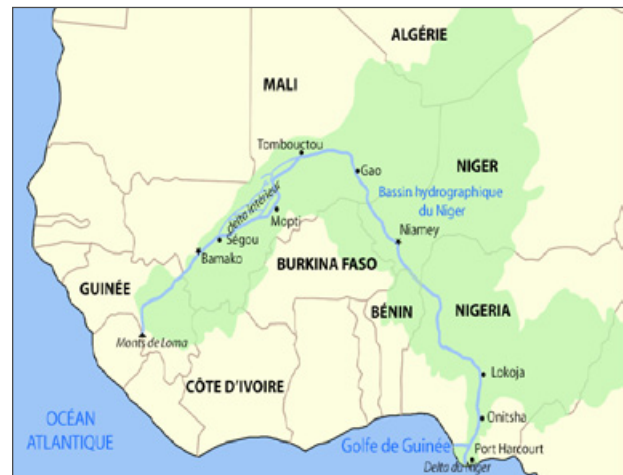 ALGÉRIE
MALI
Tombouctou
Gao
NIGER
Bassin hydrographique
du Niger
delta intérieur
Mopti
Ségou
Bamako
Niamey
BURKINA FASO
GUINÉE
BÉNIN
NIGERIA
Monts de Loma
CÔTE D'IVOIRE
Lokoja
Onitsha
OCÉAN
ATLANTIQUE
Golfe de Guinée
Port Harcourt
Delta du Niger